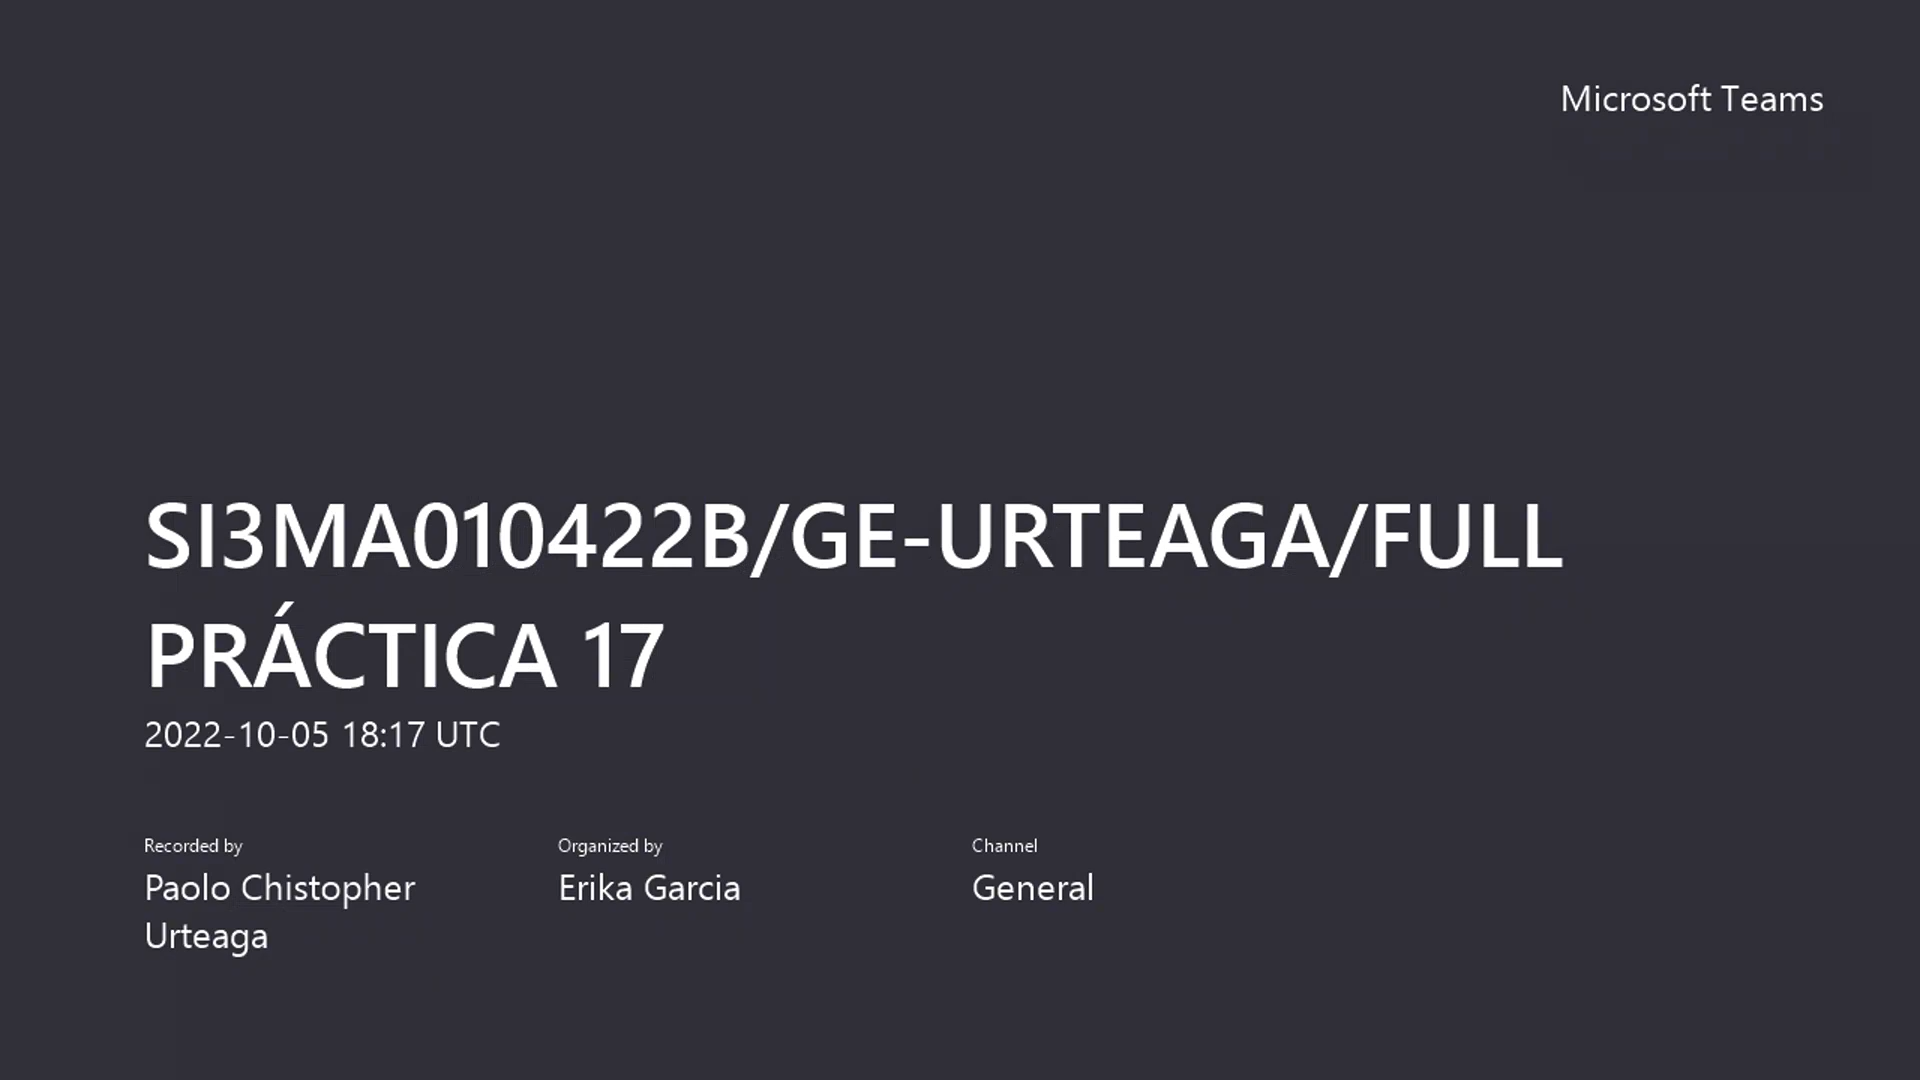 Microsoft Teams
SI3MA010422B/GE-URTEAGA/FULL
PRÁCTICA 17
2022-10-05 18:17 UTC
Recorded by
Paolo Chistopher
Urteaga
Organized by
Erika Garcia
Channel
General